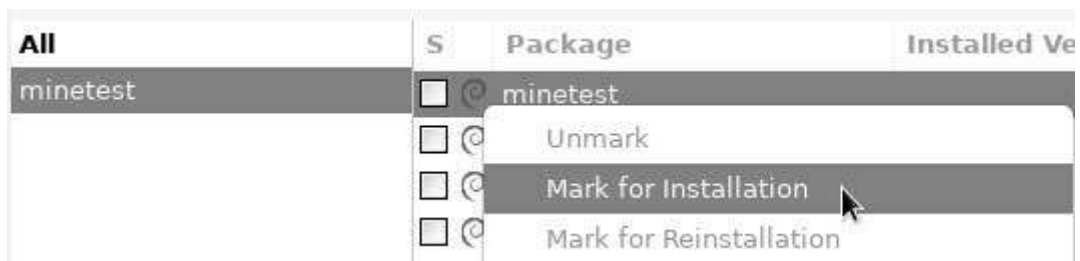 All
S Package Installed Ve
minetest
minetest
Unmark
Mark for Installation
Mark for Reinstallation